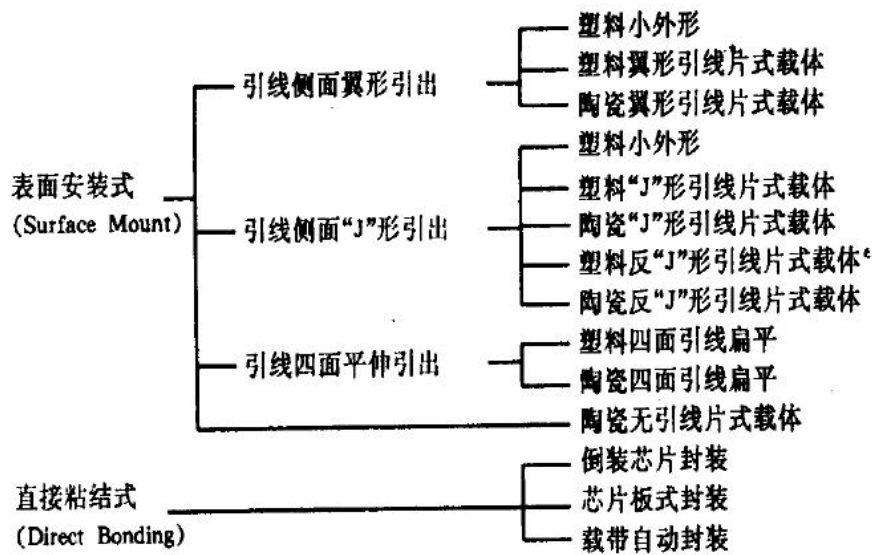 塑料小外形
引线侧面翼形引出
塑料翼形引线片式载体
陶瓷翼形引线片式载体
塑料小外形
表面安装式
(Surface Mount)
塑料“J”形引线片式载体
引线侧面“J”形引出
陶瓷“J”形引线片式载体
塑料反“J”形引线片式载体
陶瓷反“J”形引线片式载体
引线四面平伸引出
塑料四面引线扁平
陶瓷四面引线扁平
陶瓷无引线片式载体
直接粘结式
(Direct Bonding)
倒装芯片封装
芯片板式封装
载带自动封装